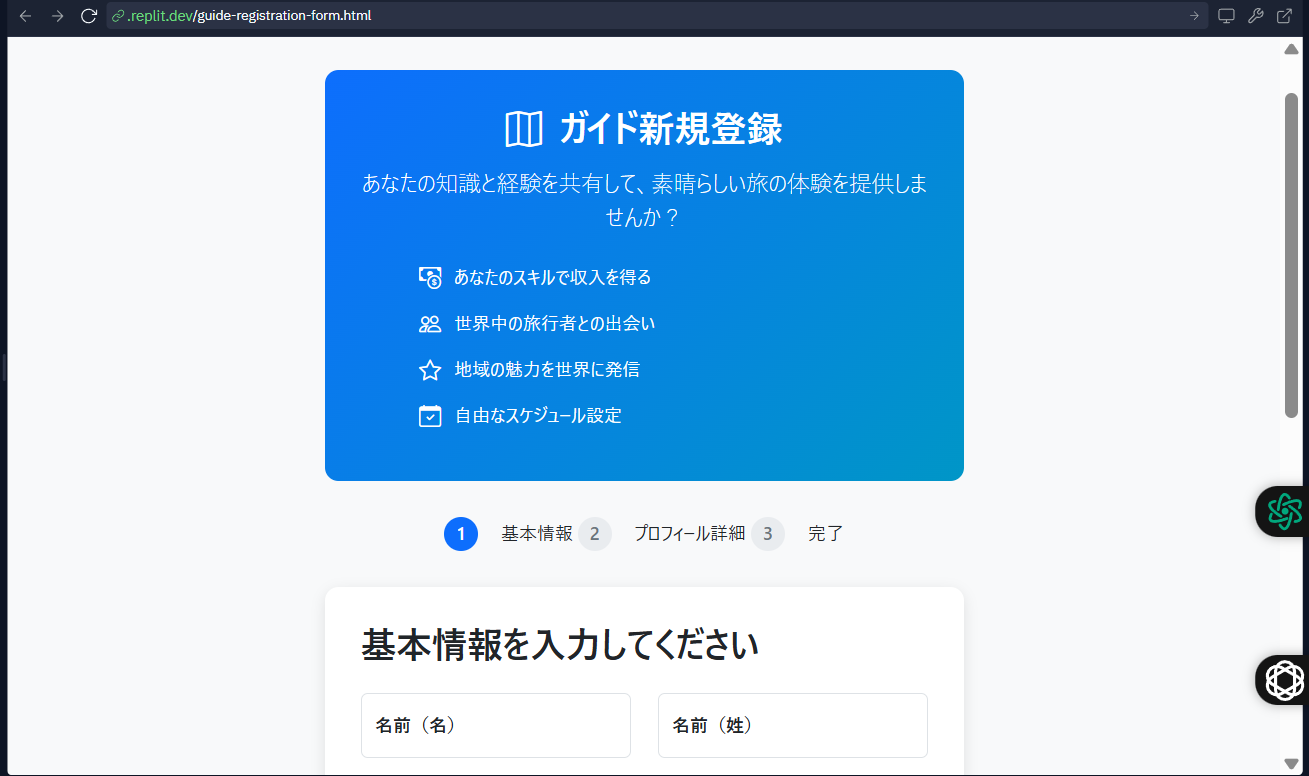 .replit.dev/guide-registration-form.html
ガイド新規登録
あなたの知識と経験を共有して、素晴らしい旅の体験を提供しま
せんか？
あなたのスキルで収入を得る
世界中の旅行者との出会い
地域の魅力を世界に発信
自由なスケジュール設定
1 基本情報 2 プロフィール詳細 3 完了
基本情報を入力してください
名前（名） 名前（姓）